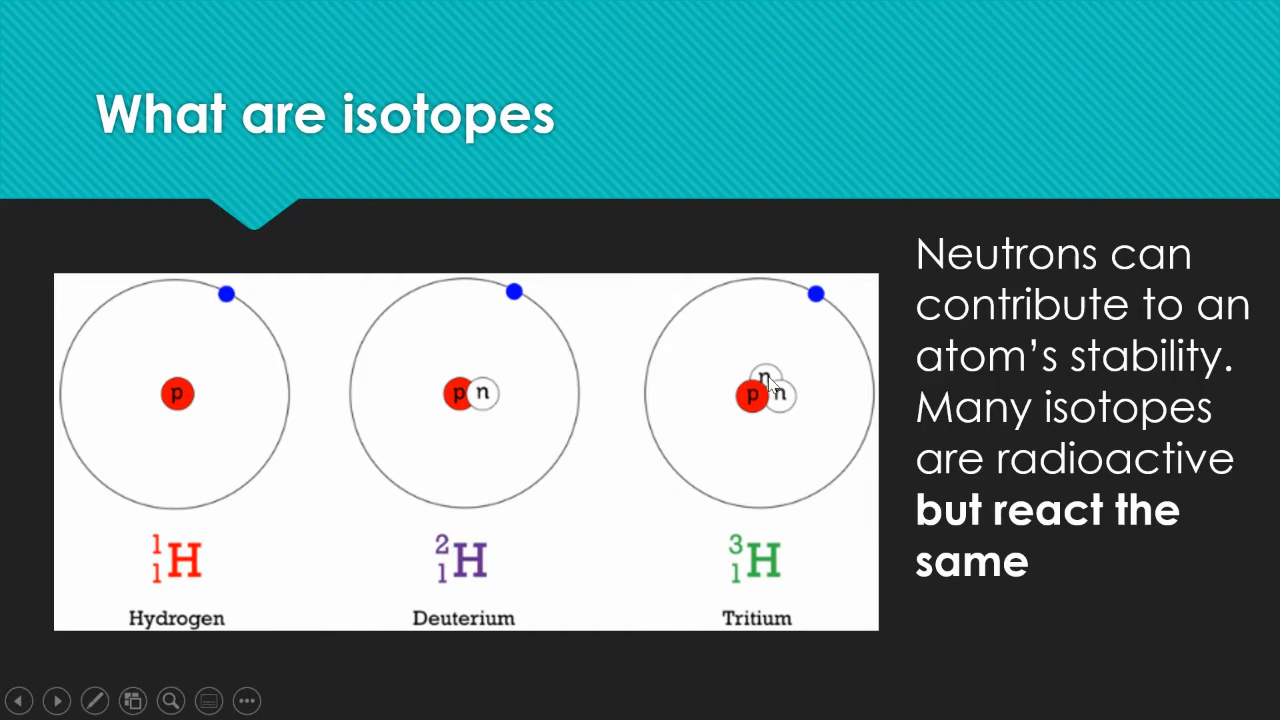 What are isotopes
Neutrons can
contribute to an
atom's stability.
Many isotopes
are radioactive
but react the
same
p
p n
n
p n
1
1 H
2
1 H
3
1 H
Hydrogen
Deuterium
Tritium